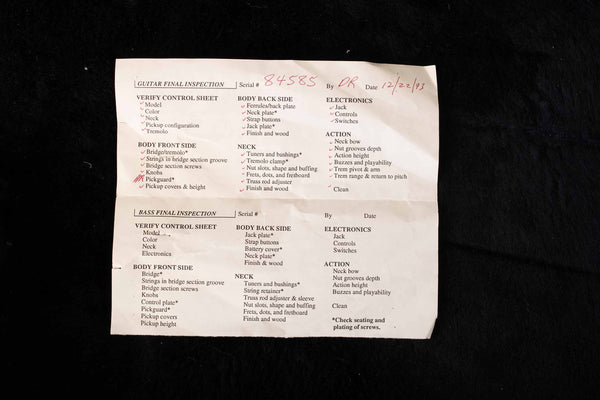 GUITAR FINAL INSPECTION Serial # 84585 By DR Date 12/22/93
VERIFY CONTROL SHEET
Model
Color
Neck
Pickup configuration
Tremolo
BODY FRONT SIDE
Bridge/tremolo*
Strings in bridge section groove
Bridge section screws
Knobs
Pickguard*
Pickup covers & height
BODY BACK SIDE
Ferrules/back plate
Neck plate*
Strap buttons
Jack plate*
Finish and wood
NECK
Tuners and bushings*
Tremolo clamp*
Nut slots, shape and buffing
Frets, dots, and fretboard
Truss rod adjuster
Finish and wood
ELECTRONICS
Jack
Controls
Switches
ACTION
Neck bow
Nut grooves depth
Action height
Buzzes and playability
Trem pivot & arm
Trem range & return to pitch
Clean
BASS FINAL INSPECTION Serial # By Date
VERIFY CONTROL SHEET
Model
Color
Neck
Electronics
BODY FRONT SIDE
Bridge*
Strings in bridge section groove
Bridge section screws
Knobs
Control plate*
Pickguard*
Pickup covers
Pickup height
BODY BACK SIDE
Jack plate*
Strap buttons
Battery cover*
Neck plate*
Finish & wood
NECK
Tuners and bushings*
String retainer*
Truss rod adjuster & sleeve
Nut slots, shape and buffing
Frets, dots, and fretboard
Finish and wood
ELECTRONICS
Jack
Controls
Switches
ACTION
Neck bow
Nut grooves depth
Action height
Buzzes and playability
Clean
*Check seating and
plating of screws.